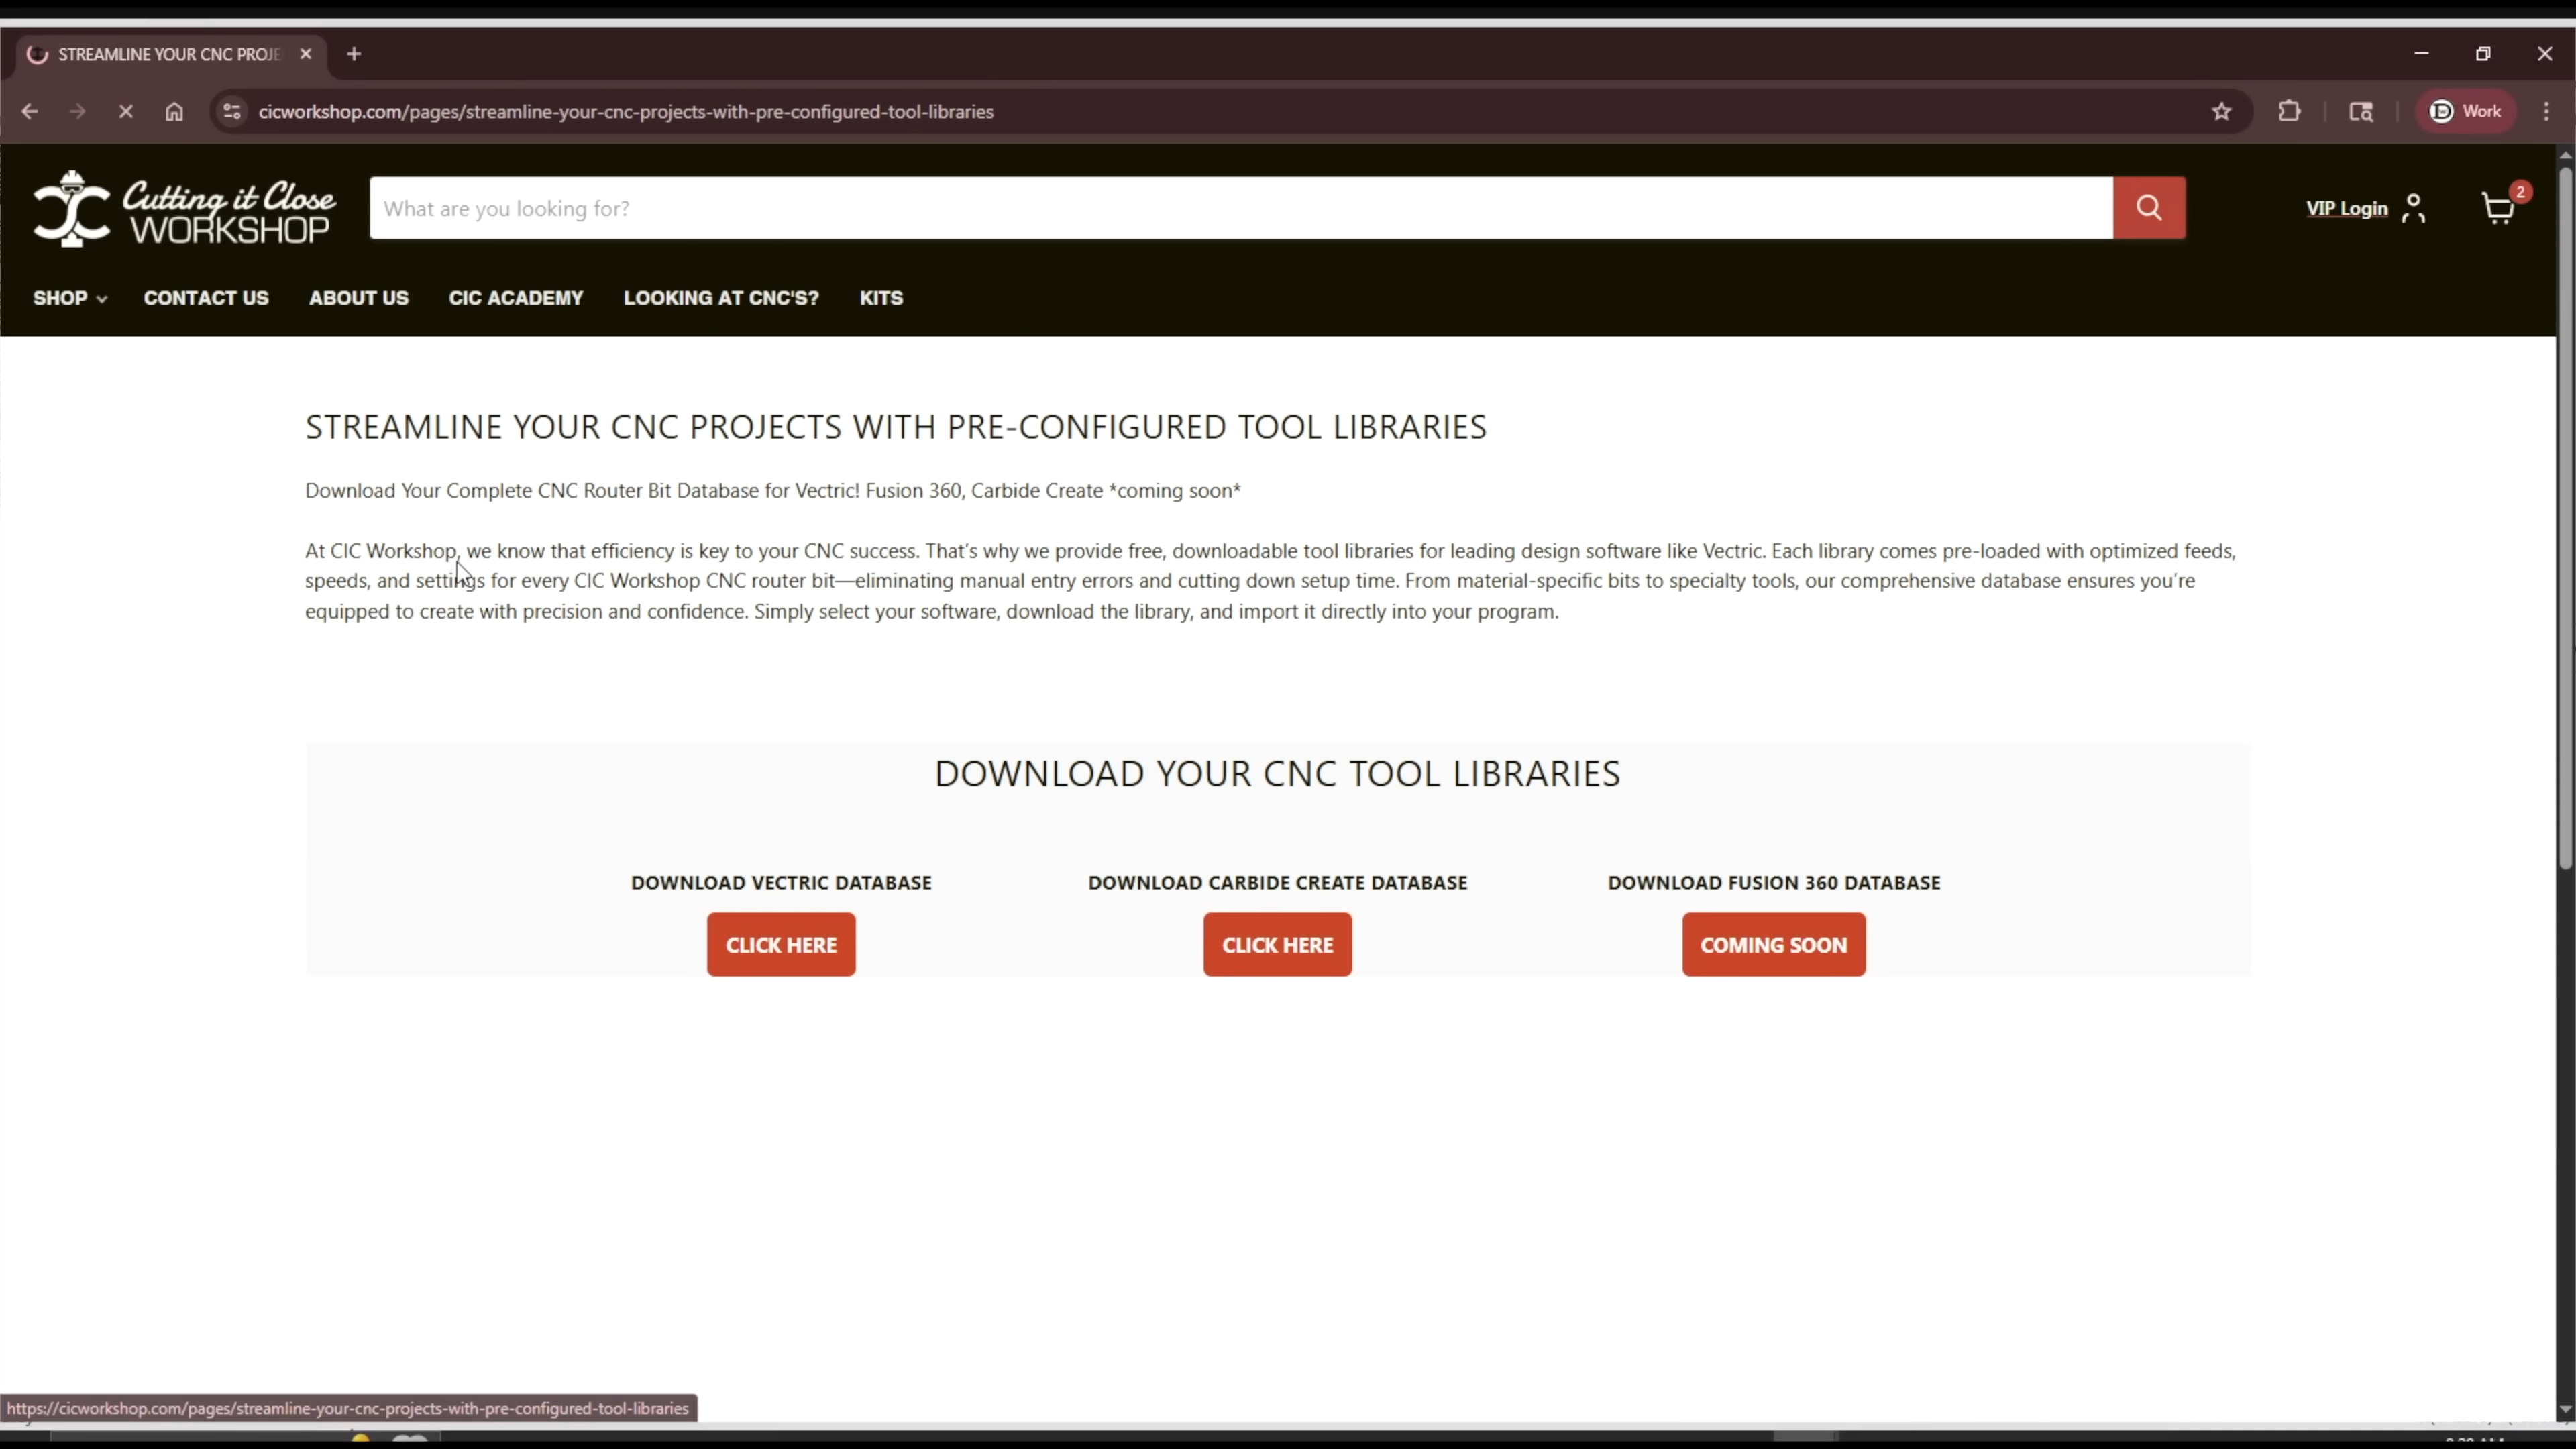 STREAMLINE YOUR CNC PROJE
cicworkshop.com/pages/streamline-your-cnc-projects-with-pre-configured-tool-libraries
Work
Cutting it Close
WORKSHOP
What are you looking for?
VIP Login
2
SHOP
CONTACT US
ABOUT US
CIC ACADEMY
LOOKING AT CNC'S?
KITS
STREAMLINE YOUR CNC PROJECTS WITH PRE-CONFIGURED TOOL LIBRARIES
Download Your Complete CNC Router Bit Database for Vectric! Fusion 360, Carbide Create *coming soon*
At CIC Workshop, we know that efficiency is key to your CNC success. That's why we provide free, downloadable tool libraries for leading design software like Vectric. Each library comes pre-loaded with optimized feeds,
speeds, and settings for every CIC Workshop CNC router bit—eliminating manual entry errors and cutting down setup time. From material-specific bits to specialty tools, our comprehensive database ensures you're
equipped to create with precision and confidence. Simply select your software, download the library, and import it directly into your program.
DOWNLOAD YOUR CNC TOOL LIBRARIES
DOWNLOAD VECTRIC DATABASE
CLICK HERE
DOWNLOAD CARBIDE CREATE DATABASE
CLICK HERE
DOWNLOAD FUSION 360 DATABASE
COMING SOON
https://cicworkshop.com/pages/streamline-your-cnc-projects-with-pre-configured-tool-libraries